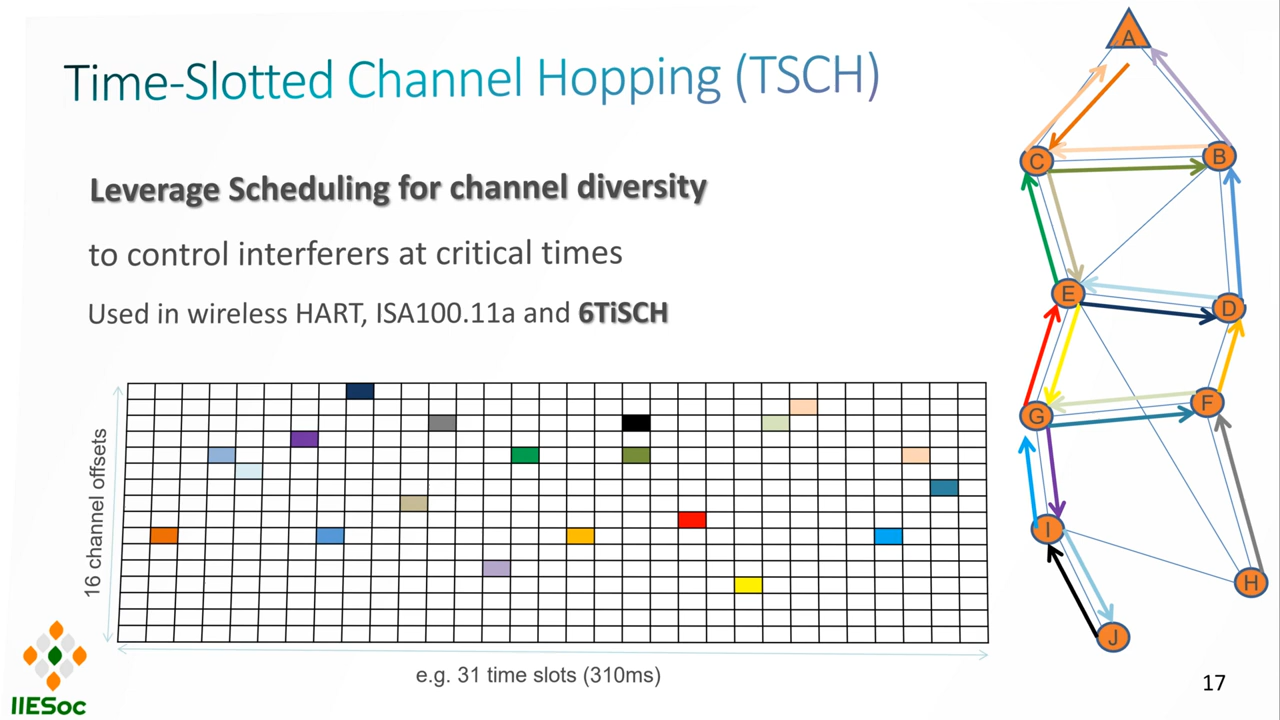 Time-Slotted Channel Hopping (TSCH)
Leverage Scheduling for channel diversity
to control interferers at critical times
Used in wireless HART, ISA100.11a and 6TiSCH
16 channel offsets
e.g. 31 time slots (310ms)
A
C
B
E
D
G
F
I
H
J
IIESoc
17